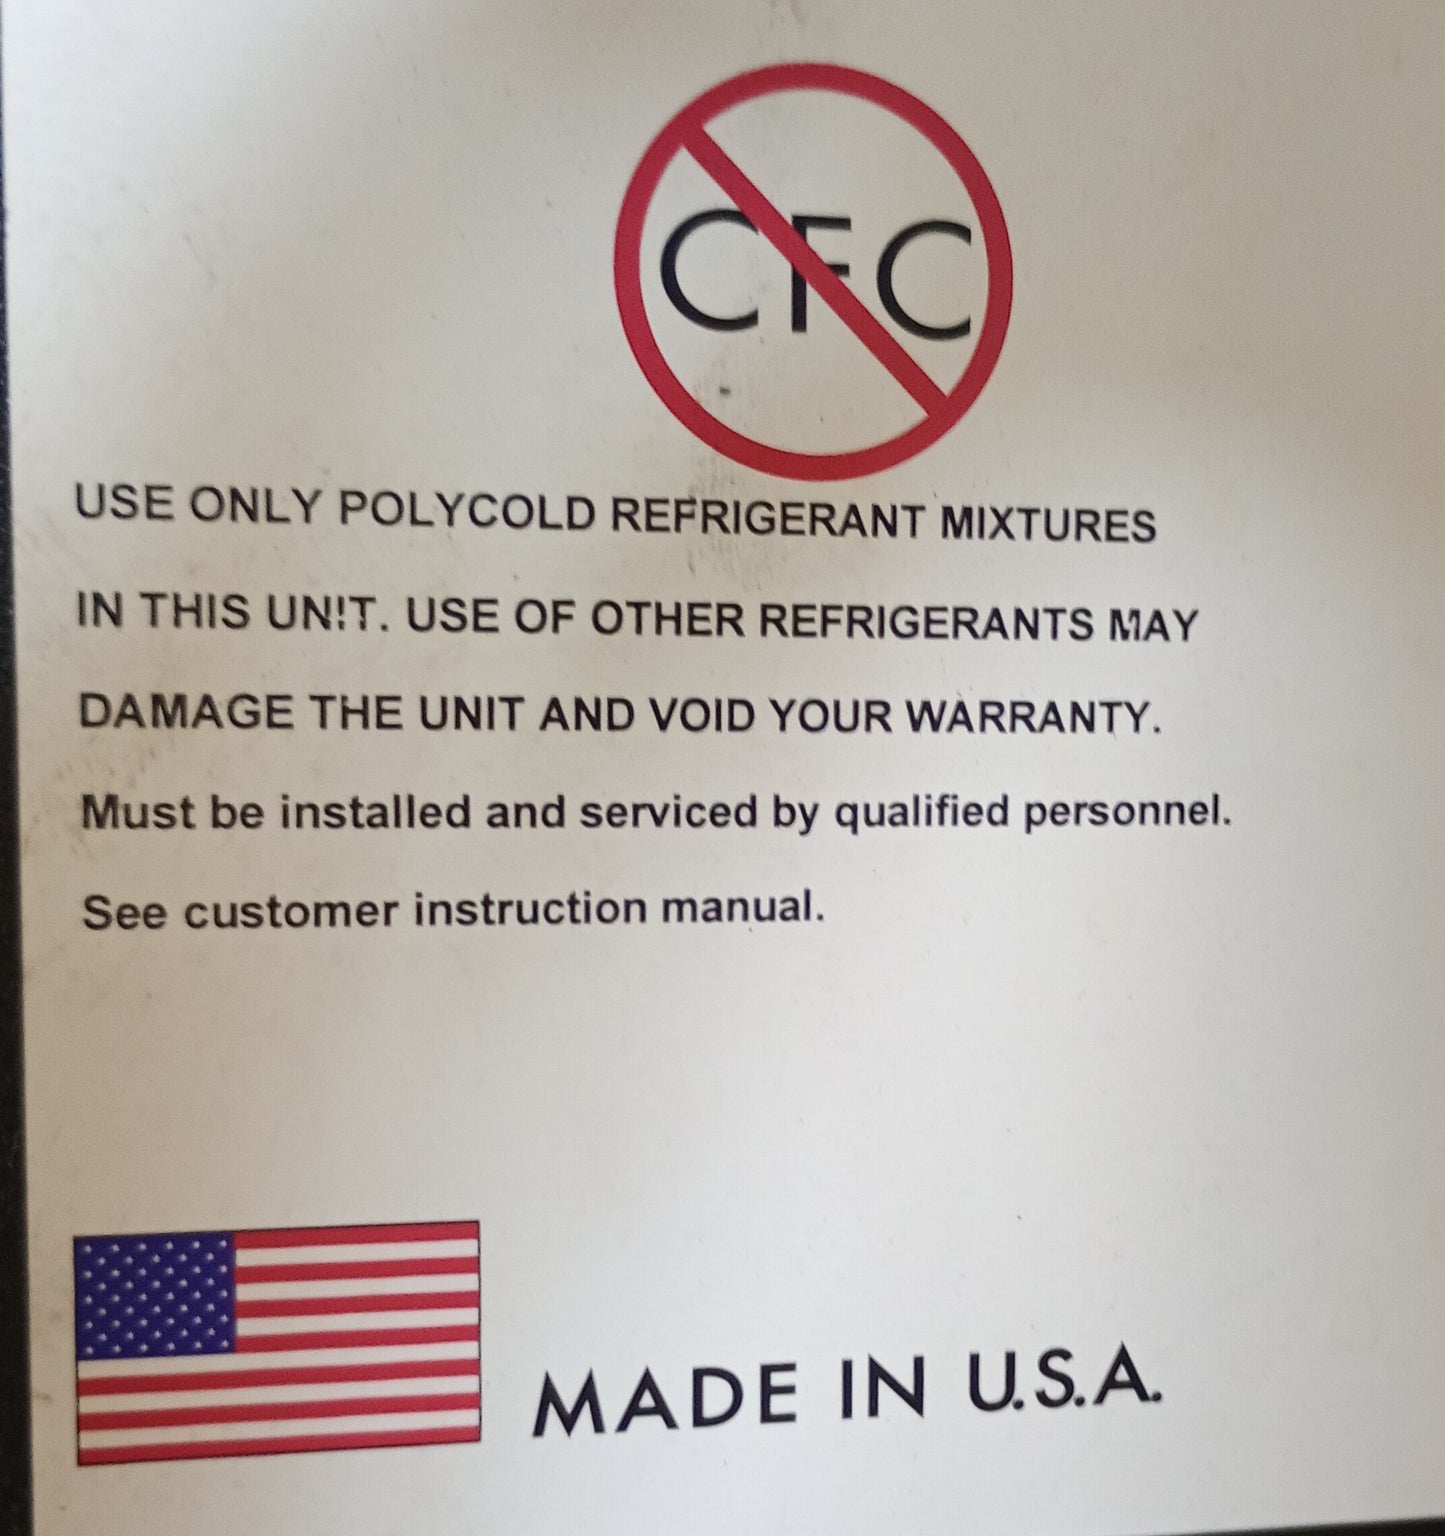 CFC
USE ONLY POLYCOLD REFRIGERANT MIXTURES
IN THIS UNIT. USE OF OTHER REFRIGERANTS MAY
DAMAGE THE UNIT AND VOID YOUR WARRANTY.
Must be installed and serviced by qualified personnel.
See customer instruction manual.
MADE IN U.S.A.